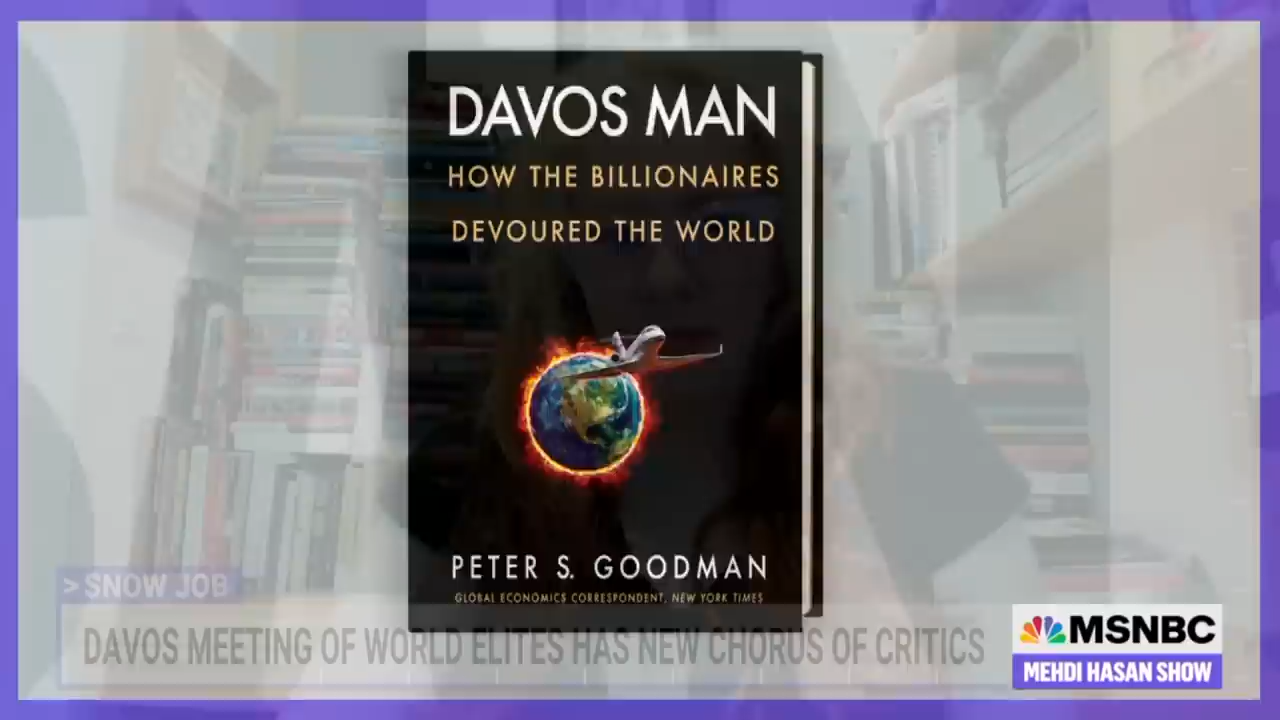 DAVOS MAN
HOW THE BILLIONAIRES
DEVOURED THE WORLD
PETER S. GOODMAN
GLOBAL ECONOMICS CORRESPONDENT, NEW YORK TIMES
> SNOW JOB
DAVOS MEETING OF WORLD ELITES HAS NEW CHORUS OF CRITICS
MSNBC
MEHDI HASAN SHOW